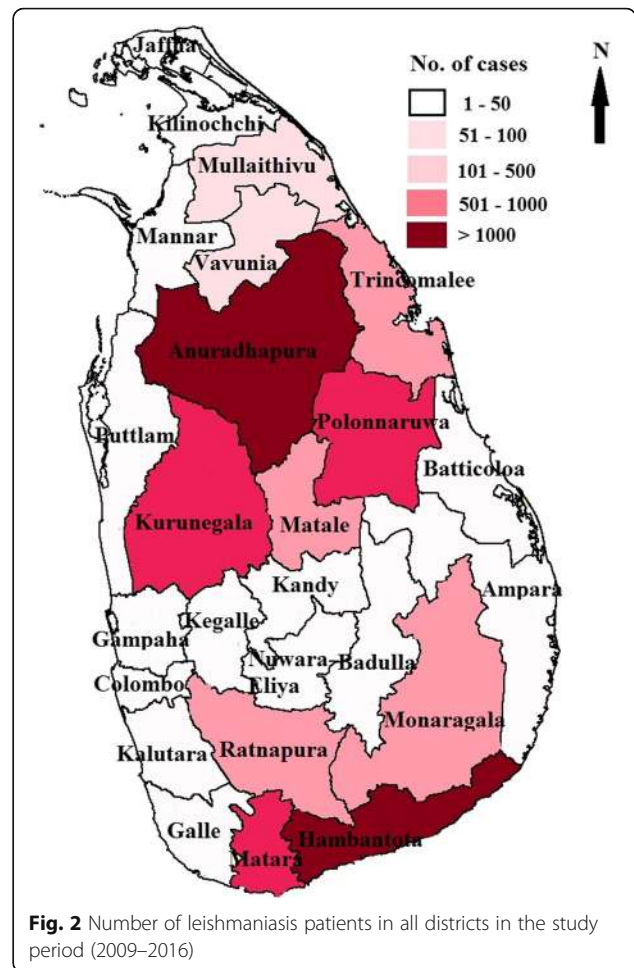 Jaffna
N
No. of cases
1 - 50
Kilinochchi
51 - 100
Mullaithivu
101 - 500
501 - 1000
Mannar
> 1000
Vavunia
Trincomalee
Anuradhapura
Puttlam
Polonnaruwa
Batticoloa
Kurunegala
Matale
Kandy
Ampara
Kegalle
Gampaha
Nuwara-
Eliya
Badulla
Colombo
Monaragala
Kalutara
Ratnapura
Galle
Hambantota
Matara
Fig. 2 Number of leishmaniasis patients in all districts in the study
period (2009–2016)